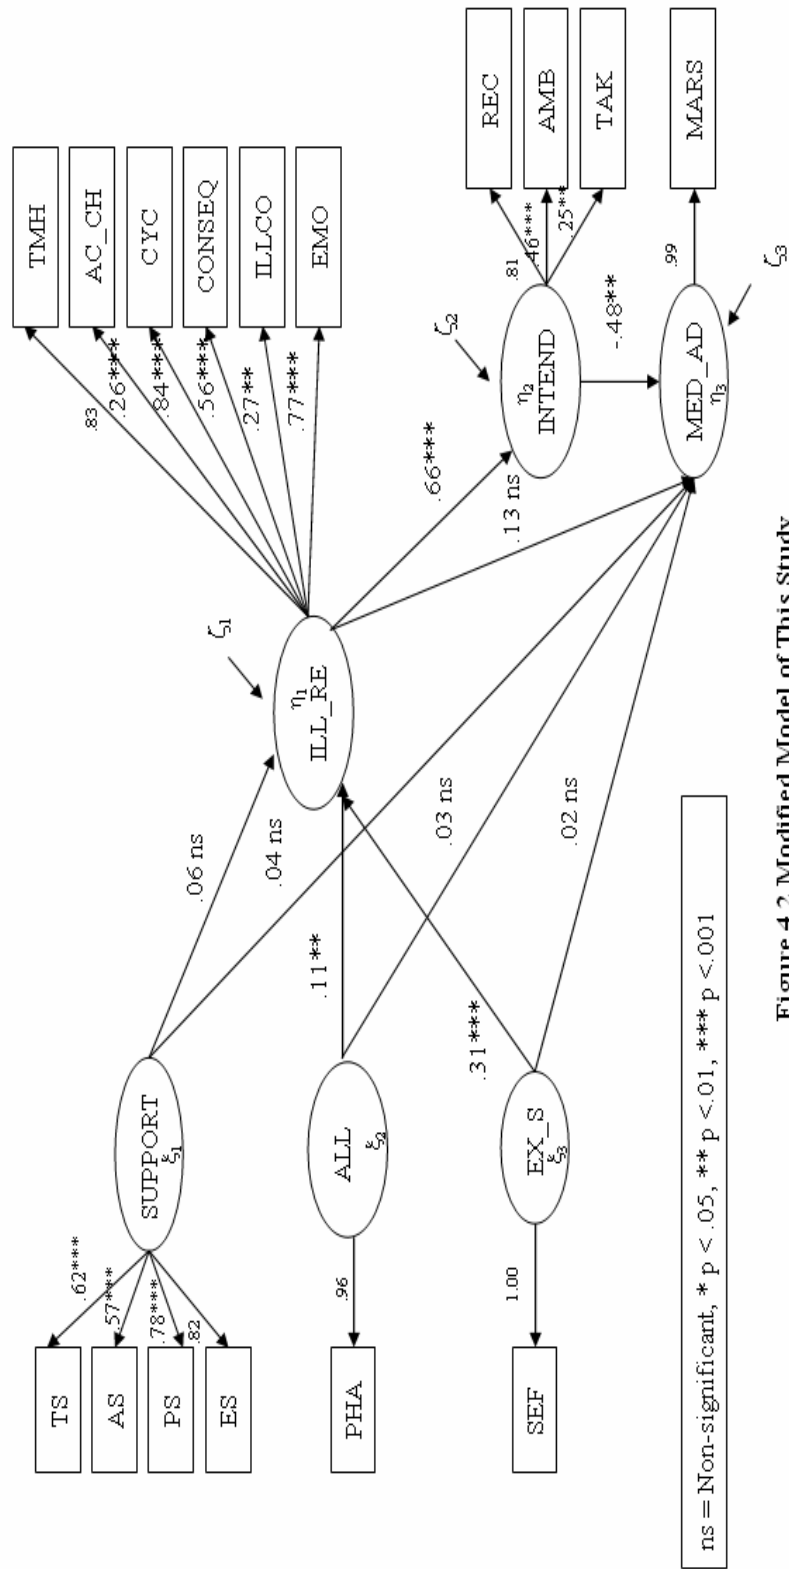 TS
AS
PS
ES
.62***
.57***
.78***
.82
SUPPORT
ξ1
PHA
.96
ALL
ξ2
SEF
1.00
EX_S
ξ3
.06 ns
.04 ns
.11**
.03 ns
.31***
.02 ns
ζ1
η1
ILL_RE
TMH
AC_CH
CYC
CONSEQ
ILLCO
EMO
.83
.26***
.84***
.56***
.27**
.77***
.66***
.13 ns
ζ2
η2
INTEND
REC
AMB
TAK
.81
.46***
.25**
-.48**
MED_AD
η3
ζ3
.99
MARS
ns = Non-significant, * p < .05, ** p <.01, *** p <.001
Figure 4.2 Modified Model of This Study